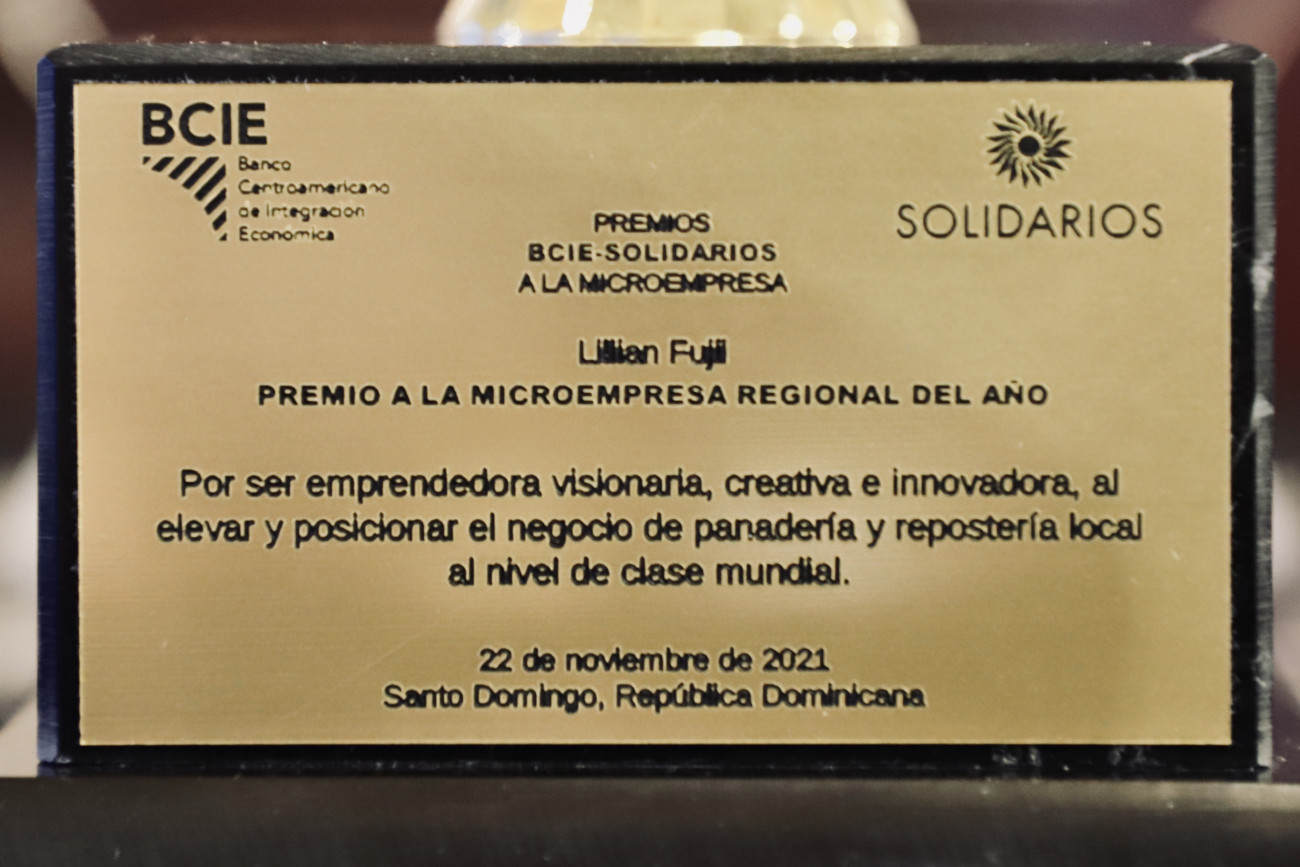 BCIE
Banco
Centroamericano
de Integración
Económica
SOLIDARIOS
PREMIOS
BCIE-SOLIDARIOS
A LA MICROEMPRESA
Lillian Fujii
PREMIO A LA MICROEMPRESA REGIONAL DEL AÑO
Por ser emprendedora visionaria, creativa e innovadora, al
elevar y posicionar el negocio de panadería y repostería local
al nivel de clase mundial.
22 de noviembre de 2021
Santo Domingo, República Dominicana